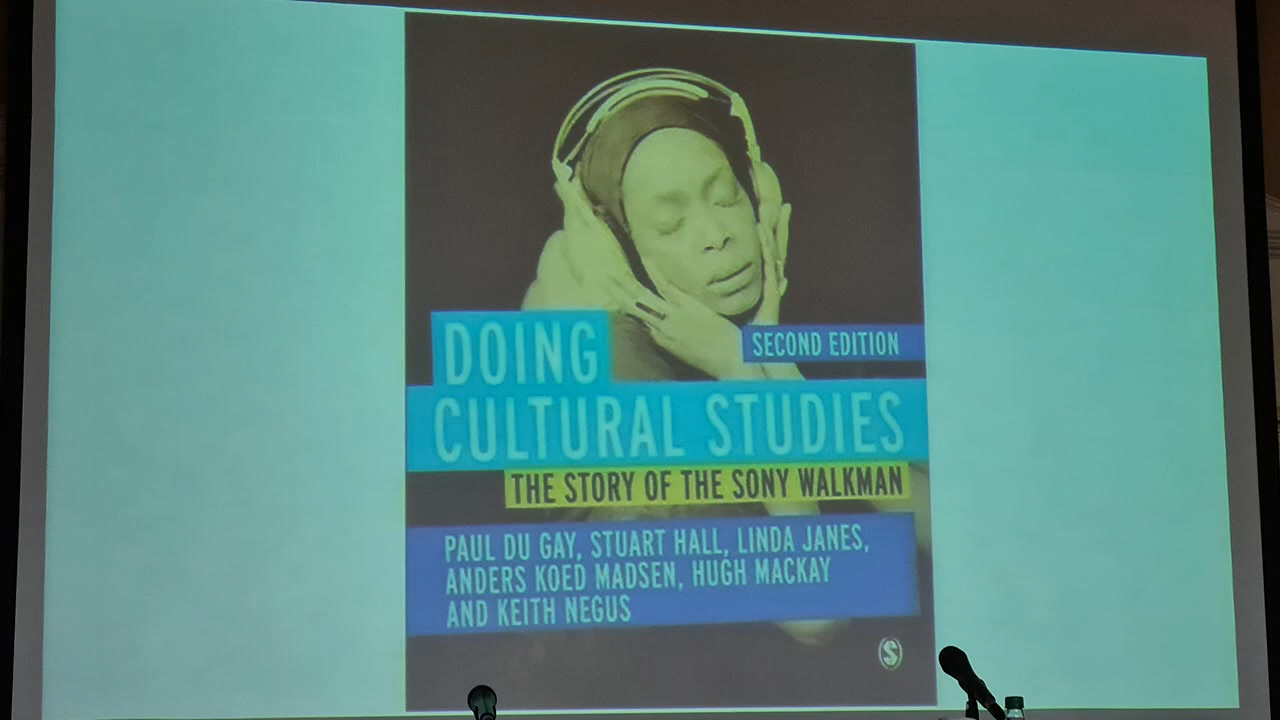 DOING
SECOND EDITION
CULTURAL STUDIES
THE STORY OF THE SONY WALKMAN
PAUL DU GAY, STUART HALL, LINDA JANES,
ANDERS KOED MADSEN, HUGH MACKAY
AND KEITH NEGUS
S